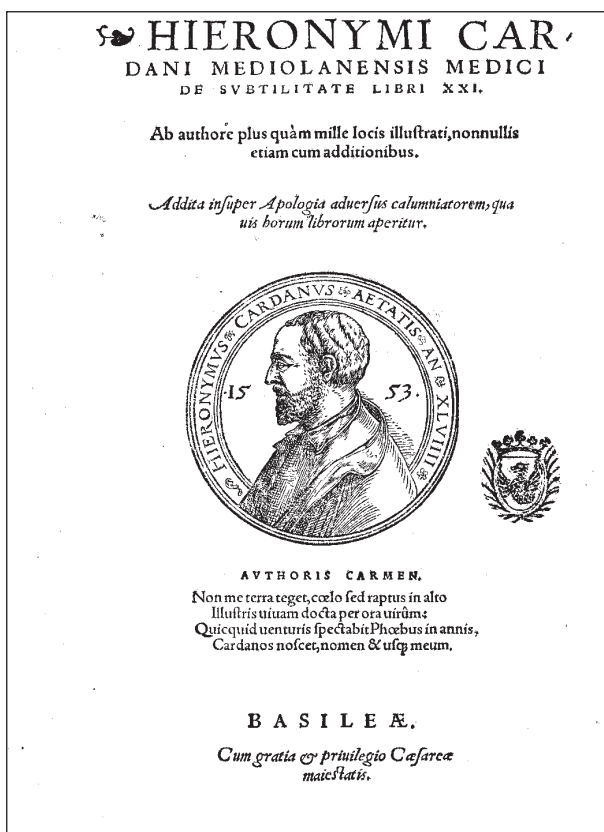 HIERONYMI CAR-
DANI MEDIOLANENSIS MEDICI
DE SVBTILITATE LIBRI XXI.
Ab authore plus quàm mille locis illuſtrati, nonnullis
etiam cum additionibus.
Addita inſuper Apologia aduerſus calumniatorem, qua
uis horum librorum aperitur.
HIERONYMVS CARDANVS AETATIS AN XLVIIII
·15 53·
AVTHORIS CARMEN.
Non me terra teget, cœlo ſed raptus in alto
Illuſtris uiuam docta per ora uirûm:
Quicquid uenturis ſpectabit Phœbus in annis,
Cardanos noſcet, nomen & uſq; meum.
BASILEÆ.
Cum gratia & priuilegio Cæſareæ
maieſtatis.